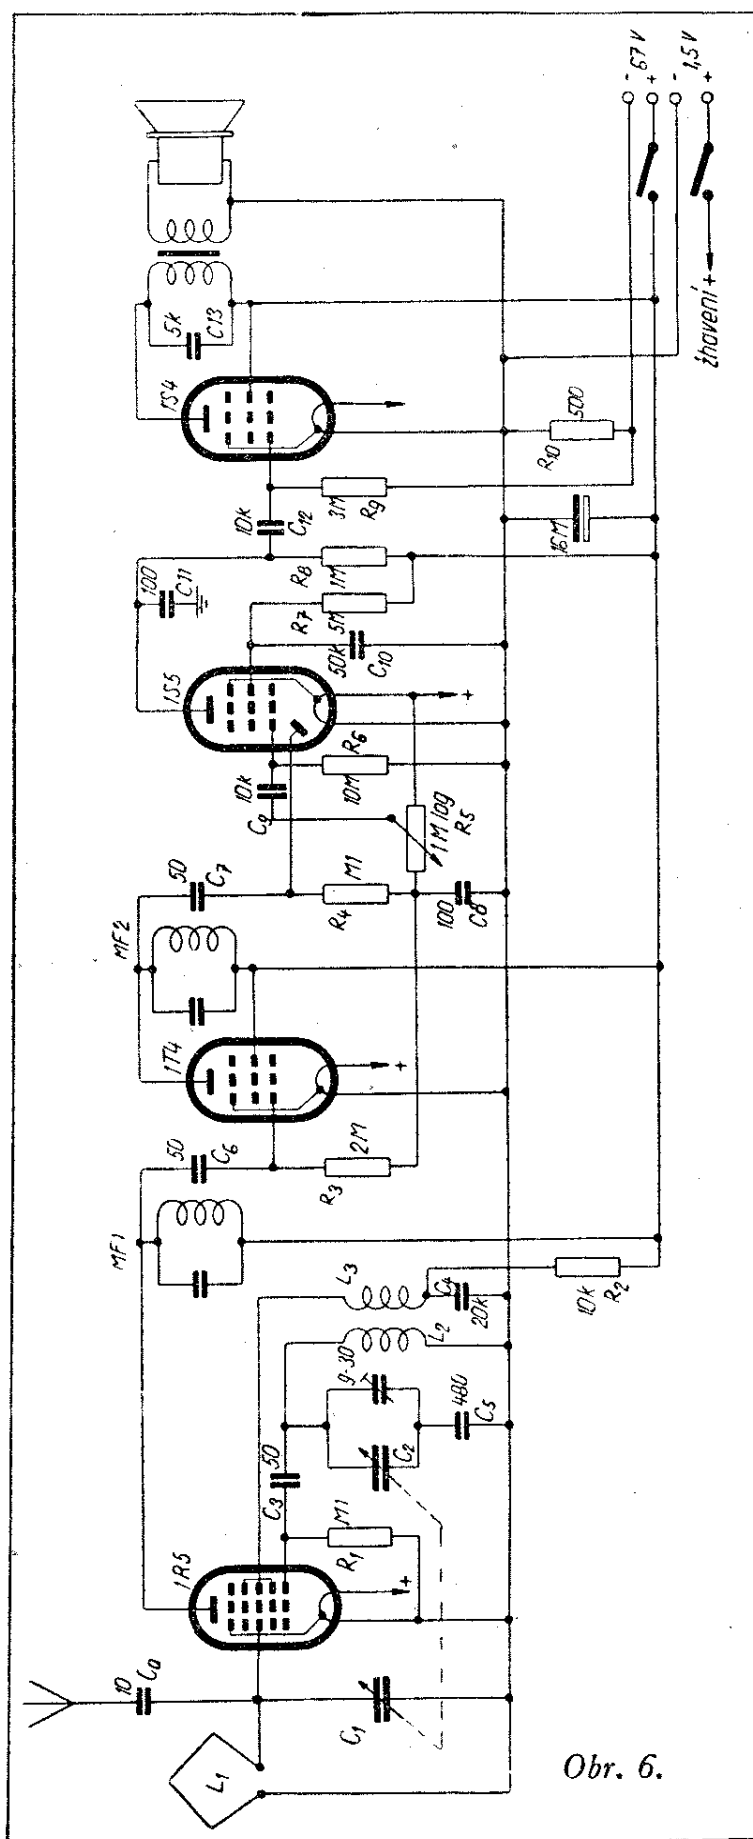 L1
10
C0
C1
1R5
R1
M1
C3
50
C2
9-30
L2
L3
480
C5
C4
20k
10k
R2
+
MF1
50
C6
R3
2M
1T4
+
MF2
50
C7
R4
M1
100
C8
1M log
R5
C9
10k
10M
R6
1S5
+
100
C11
50k
C10
R7
5M
R8
1M
10k
C12
3M
R9
1S4
5k
C13
R10
500
16M
- 67V
+
- 1,5V
+
žhavení +
Obr. 6.